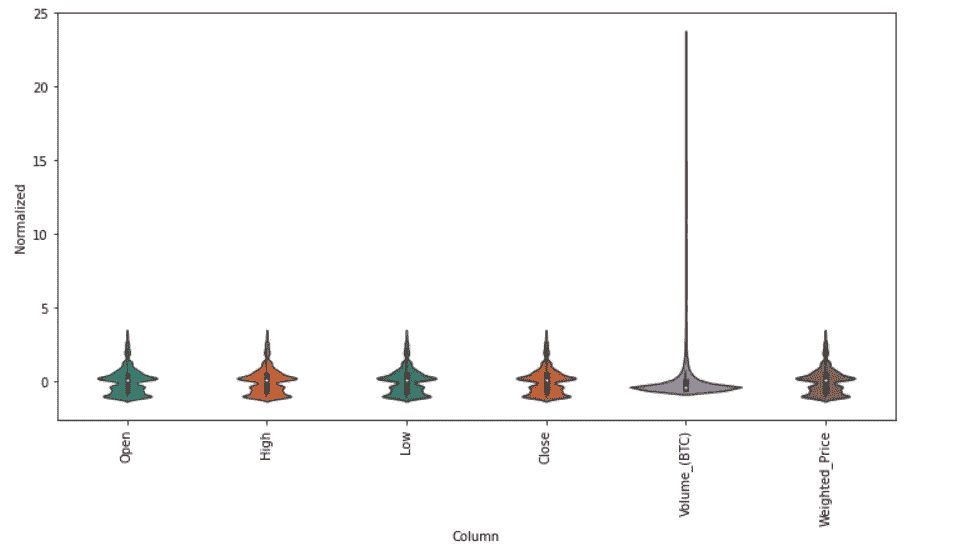 25
20
15
10
5
0
Normalized
Open
High
Low
Close
Volume_(BTC)
Weighted_Price
Column